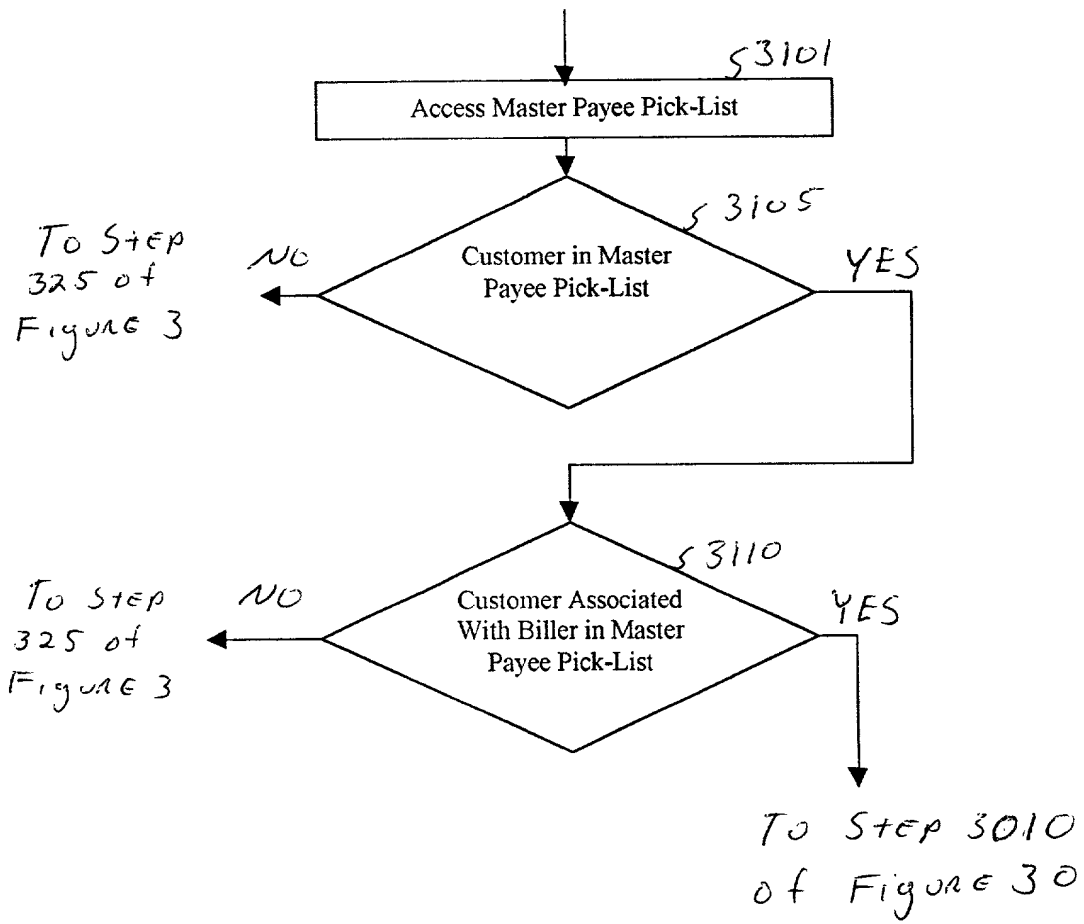 3101
Access Master Payee Pick-List
3105
Customer in Master
Payee Pick-List
NO
To Step
325 of
Figure 3
YES
3110
Customer Associated
With Biller in Master
Payee Pick-List
NO
To Step
325 of
Figure 3
YES
To Step 3010
of Figure 30